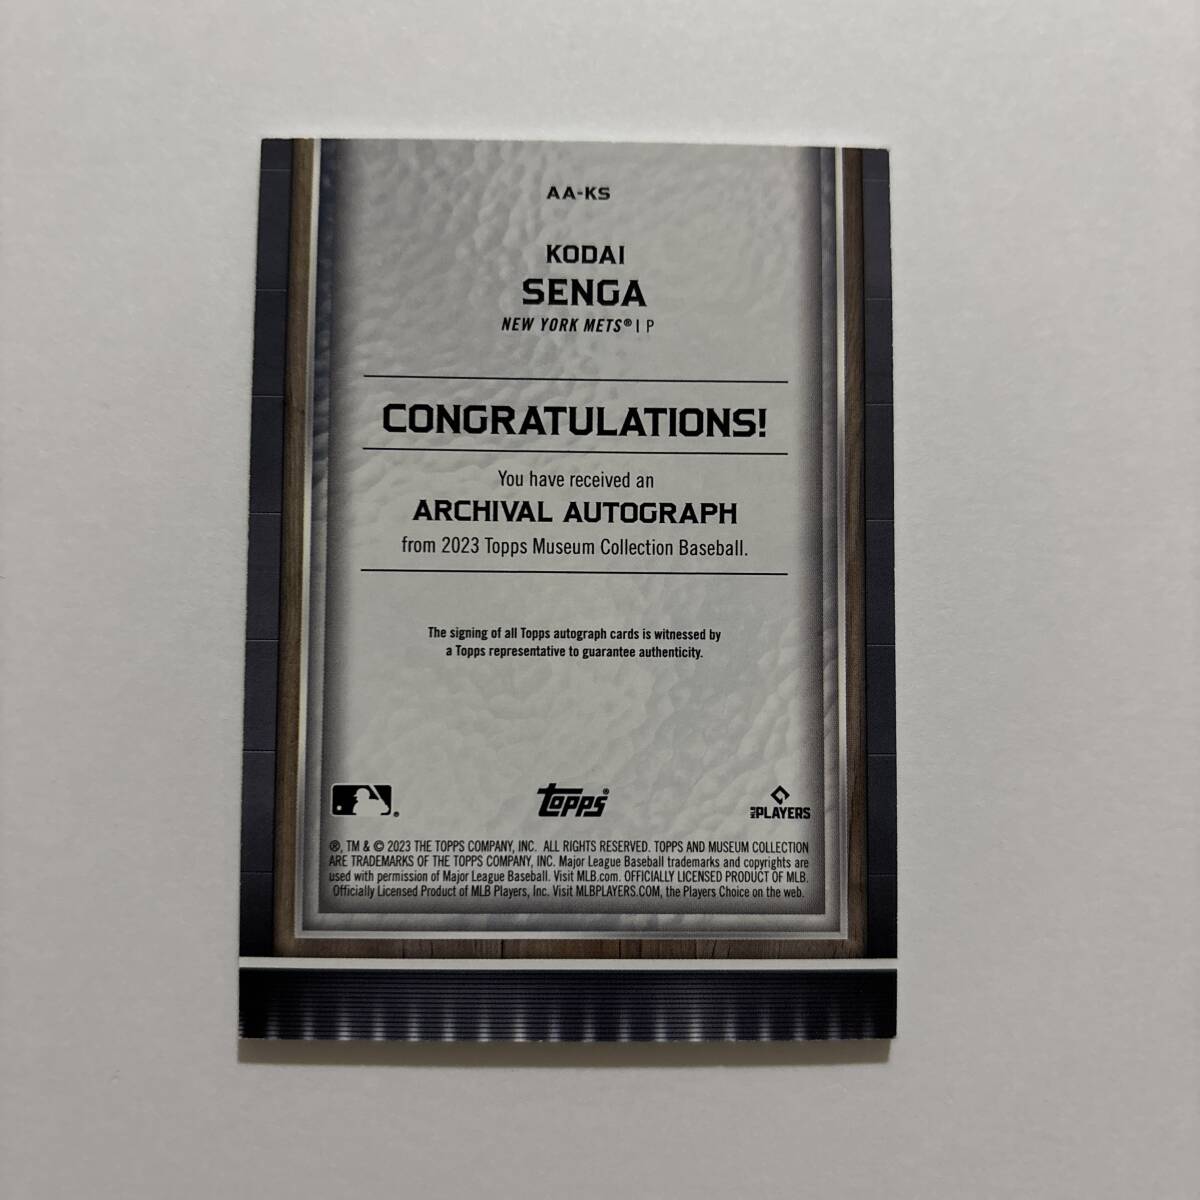 AA-KS
KODAI
SENGA
NEW YORK METS® | P
CONGRATULATIONS!
You have received an
ARCHIVAL AUTOGRAPH
from 2023 Topps Museum Collection Baseball.
The signing of all Topps autograph cards is witnessed by
a Topps representative to guarantee authenticity.
® Topps® MLB PLAYERS
®, TM & © 2023 THE TOPPS COMPANY, INC. ALL RIGHTS RESERVED. TOPPS AND MUSEUM COLLECTION
ARE TRADEMARKS OF THE TOPPS COMPANY, INC. Major League Baseball trademarks and copyrights are
used with permission of Major League Baseball. Visit MLB.com. OFFICIALLY LICENSED PRODUCT OF MLB.
Officially Licensed Product of MLB Players, Inc. Visit MLBPLAYERS.COM, the Players Choice on the web.